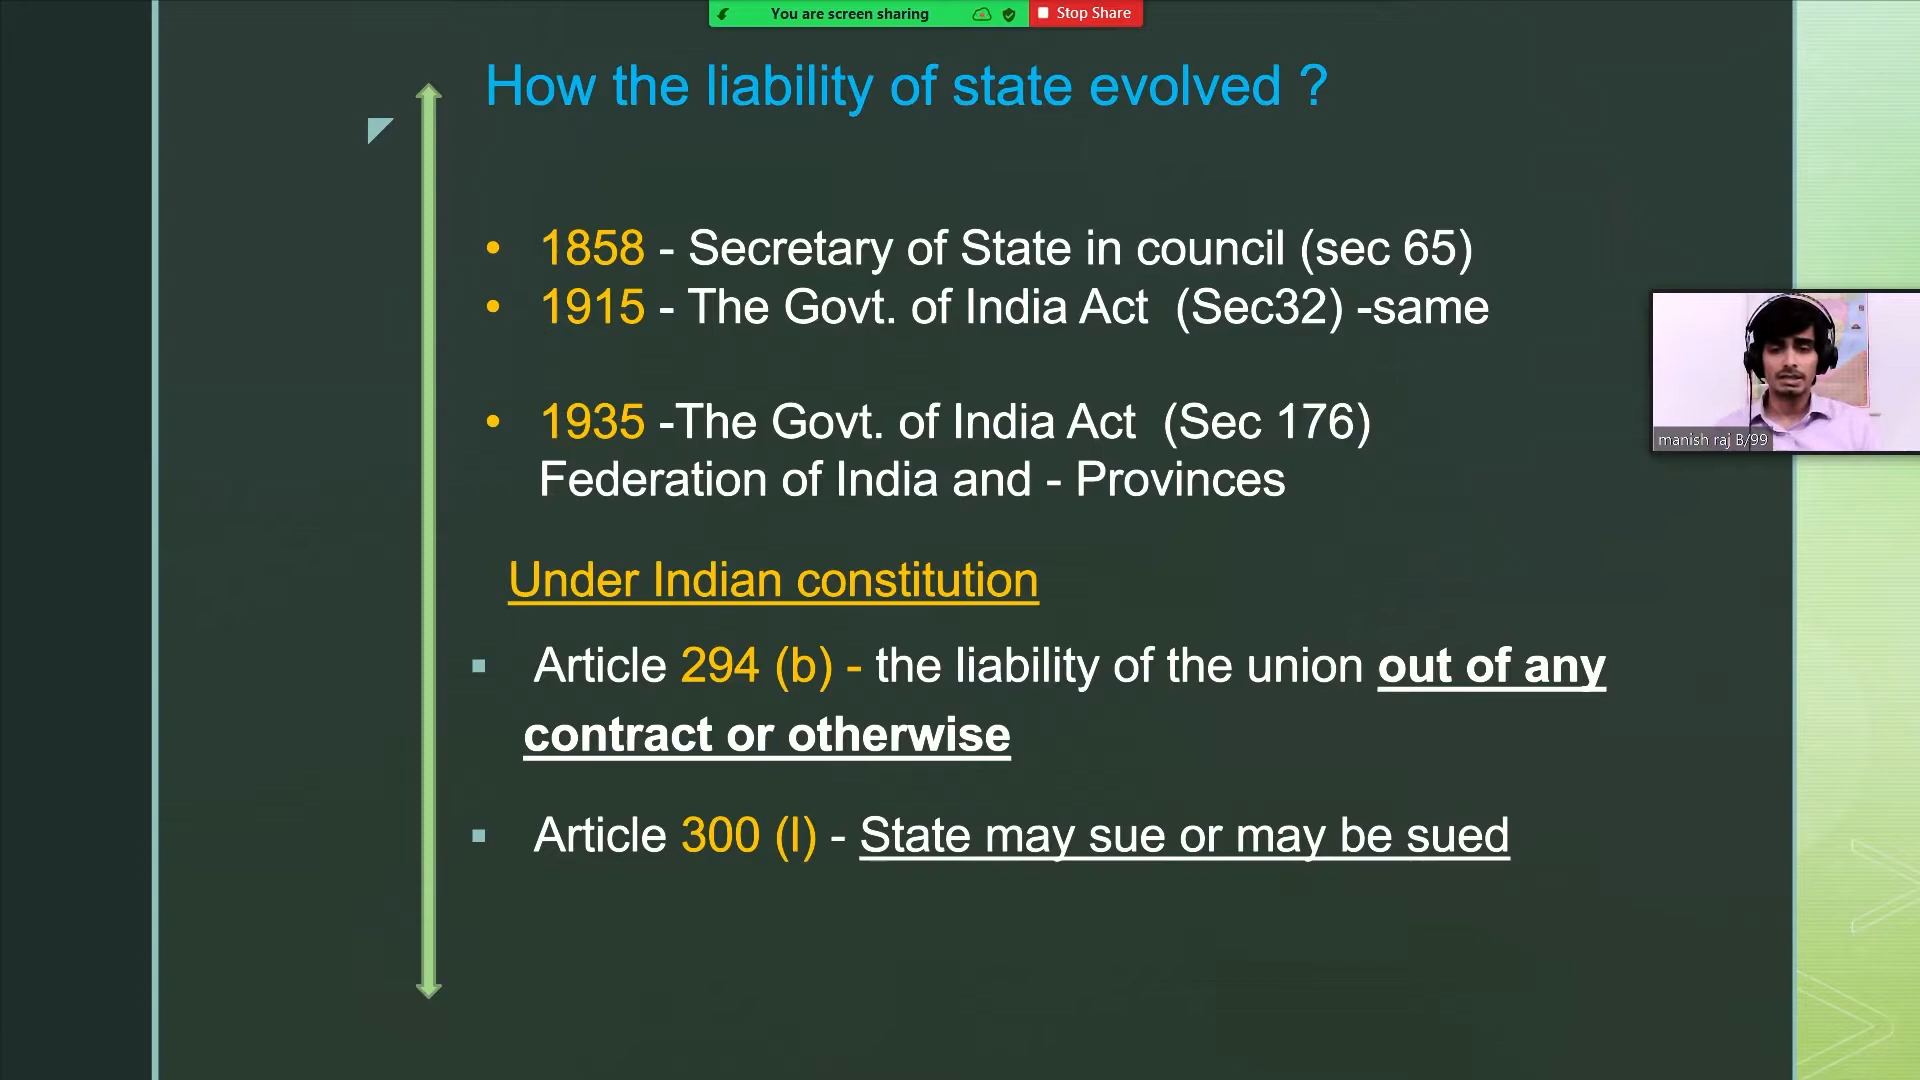 You are screen sharing
Stop Share
How the liability of state evolved ?
• 1858 - Secretary of State in council (sec 65)
• 1915 - The Govt. of India Act (Sec32) -same
• 1935 -The Govt. of India Act (Sec 176)
Federation of India and - Provinces
Under Indian constitution
▪ Article 294 (b) - the liability of the union out of any
contract or otherwise
▪ Article 300 (I) - State may sue or may be sued
manish raj B/99